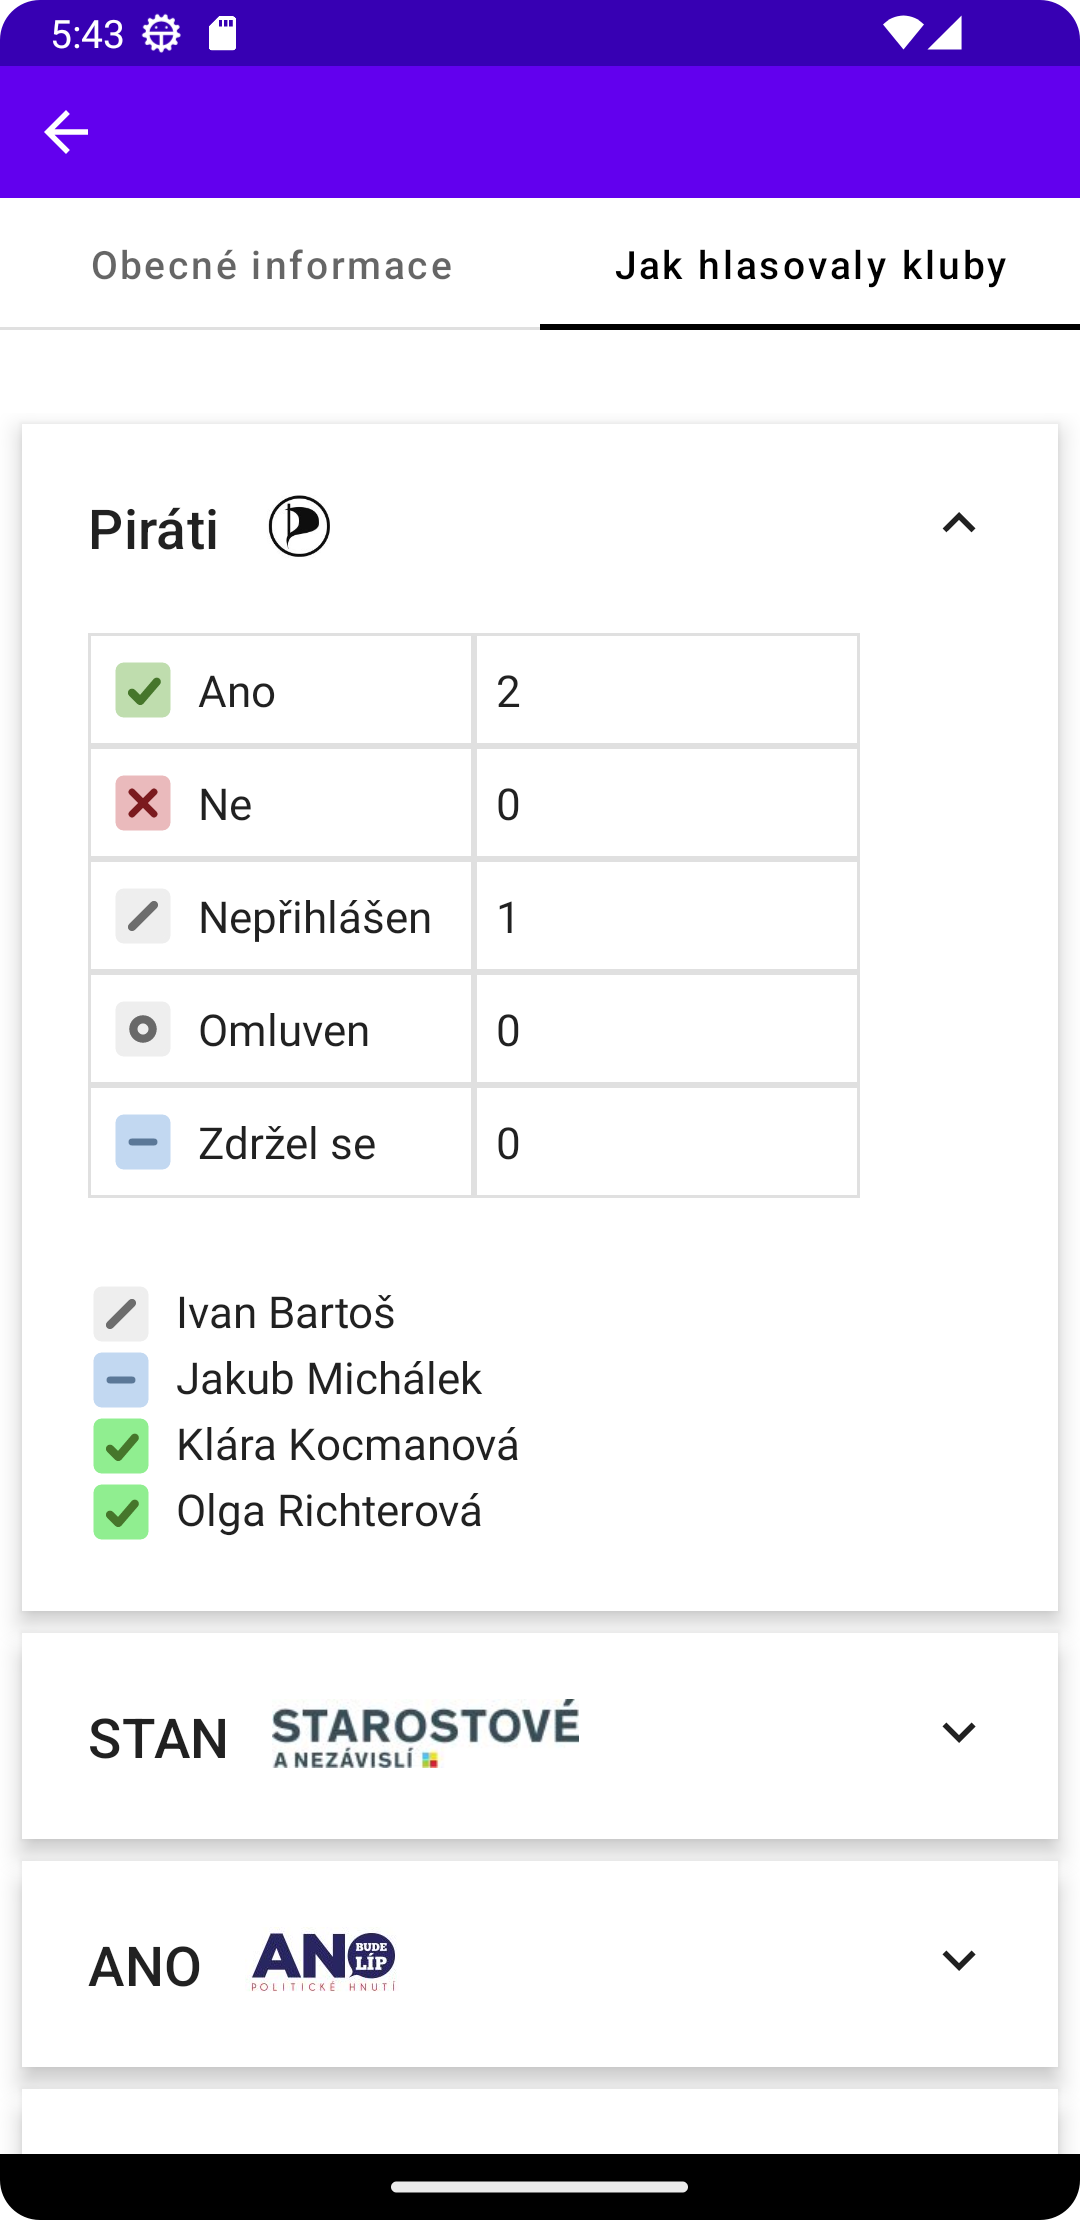 5:43
Obecné informace
Jak hlasovaly kluby
Piráti
Ano 2
Ne 0
Nepřihlášen 1
Omluven 0
Zdržel se 0
Ivan Bartoš
Jakub Michálek
Klára Kocmanová
Olga Richterová
STAN STAROSTOVÉ
A NEZÁVISLÍ
ANO ANO BUDE LÍP
POLITICKÉ HNUTÍ